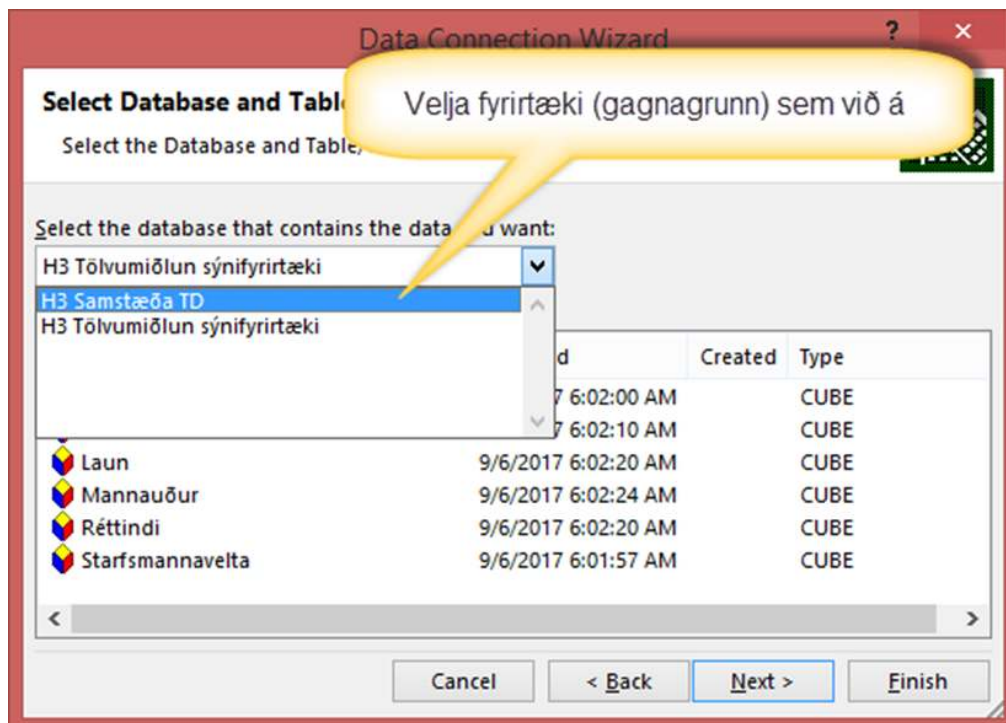 Data Connection Wizard
?
×
Select Database and Tabl
Velja fyrirtæki (gagnagrunn) sem við á
Select the Database and Table,
Select the database that contains the data want:
H3 Tölvumiðlun sýnifyrirtæki
H3 Samstæða TD
H3 Tölvumiðlun sýnifyrirtæki
d Created Type
7 6:02:00 AM CUBE
7 6:02:10 AM CUBE
Laun 9/6/2017 6:02:20 AM CUBE
Mannauður 9/6/2017 6:02:24 AM CUBE
Réttindi 9/6/2017 6:02:20 AM CUBE
Starfsmannavelta 9/6/2017 6:01:57 AM CUBE
Cancel < Back Next > Finish